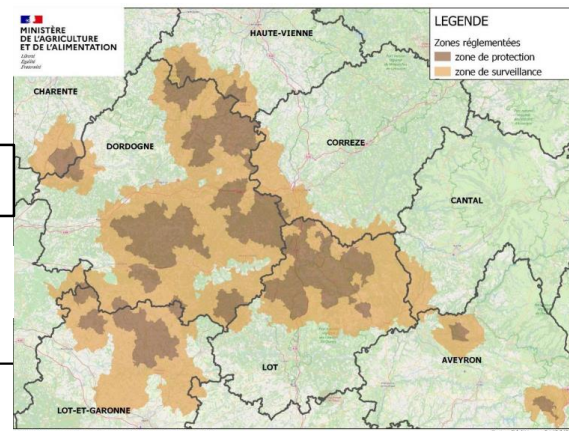 MINISTÈRE
DE L'AGRICULTURE
ET DE L'ALIMENTATION
Liberté
Égalité
Fraternité
LEGENDE
Zones réglementées
zone de protection
zone de surveillance
HAUTE-VIENNE
CHARENTE
DORDOGNE
CORREZE
CANTAL
LOT
AVEYRON
LOT-ET-GARONNE